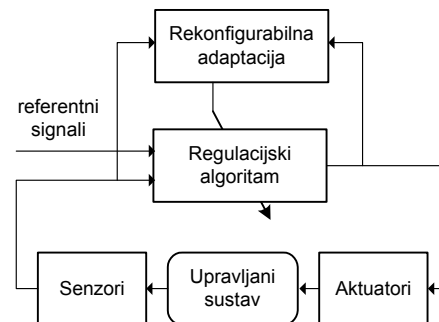 Rekonfigurabilna
adaptacija
referentni
signali
Regulacijski
algoritam
Senzori
Upravljani
sustav
Aktuatori